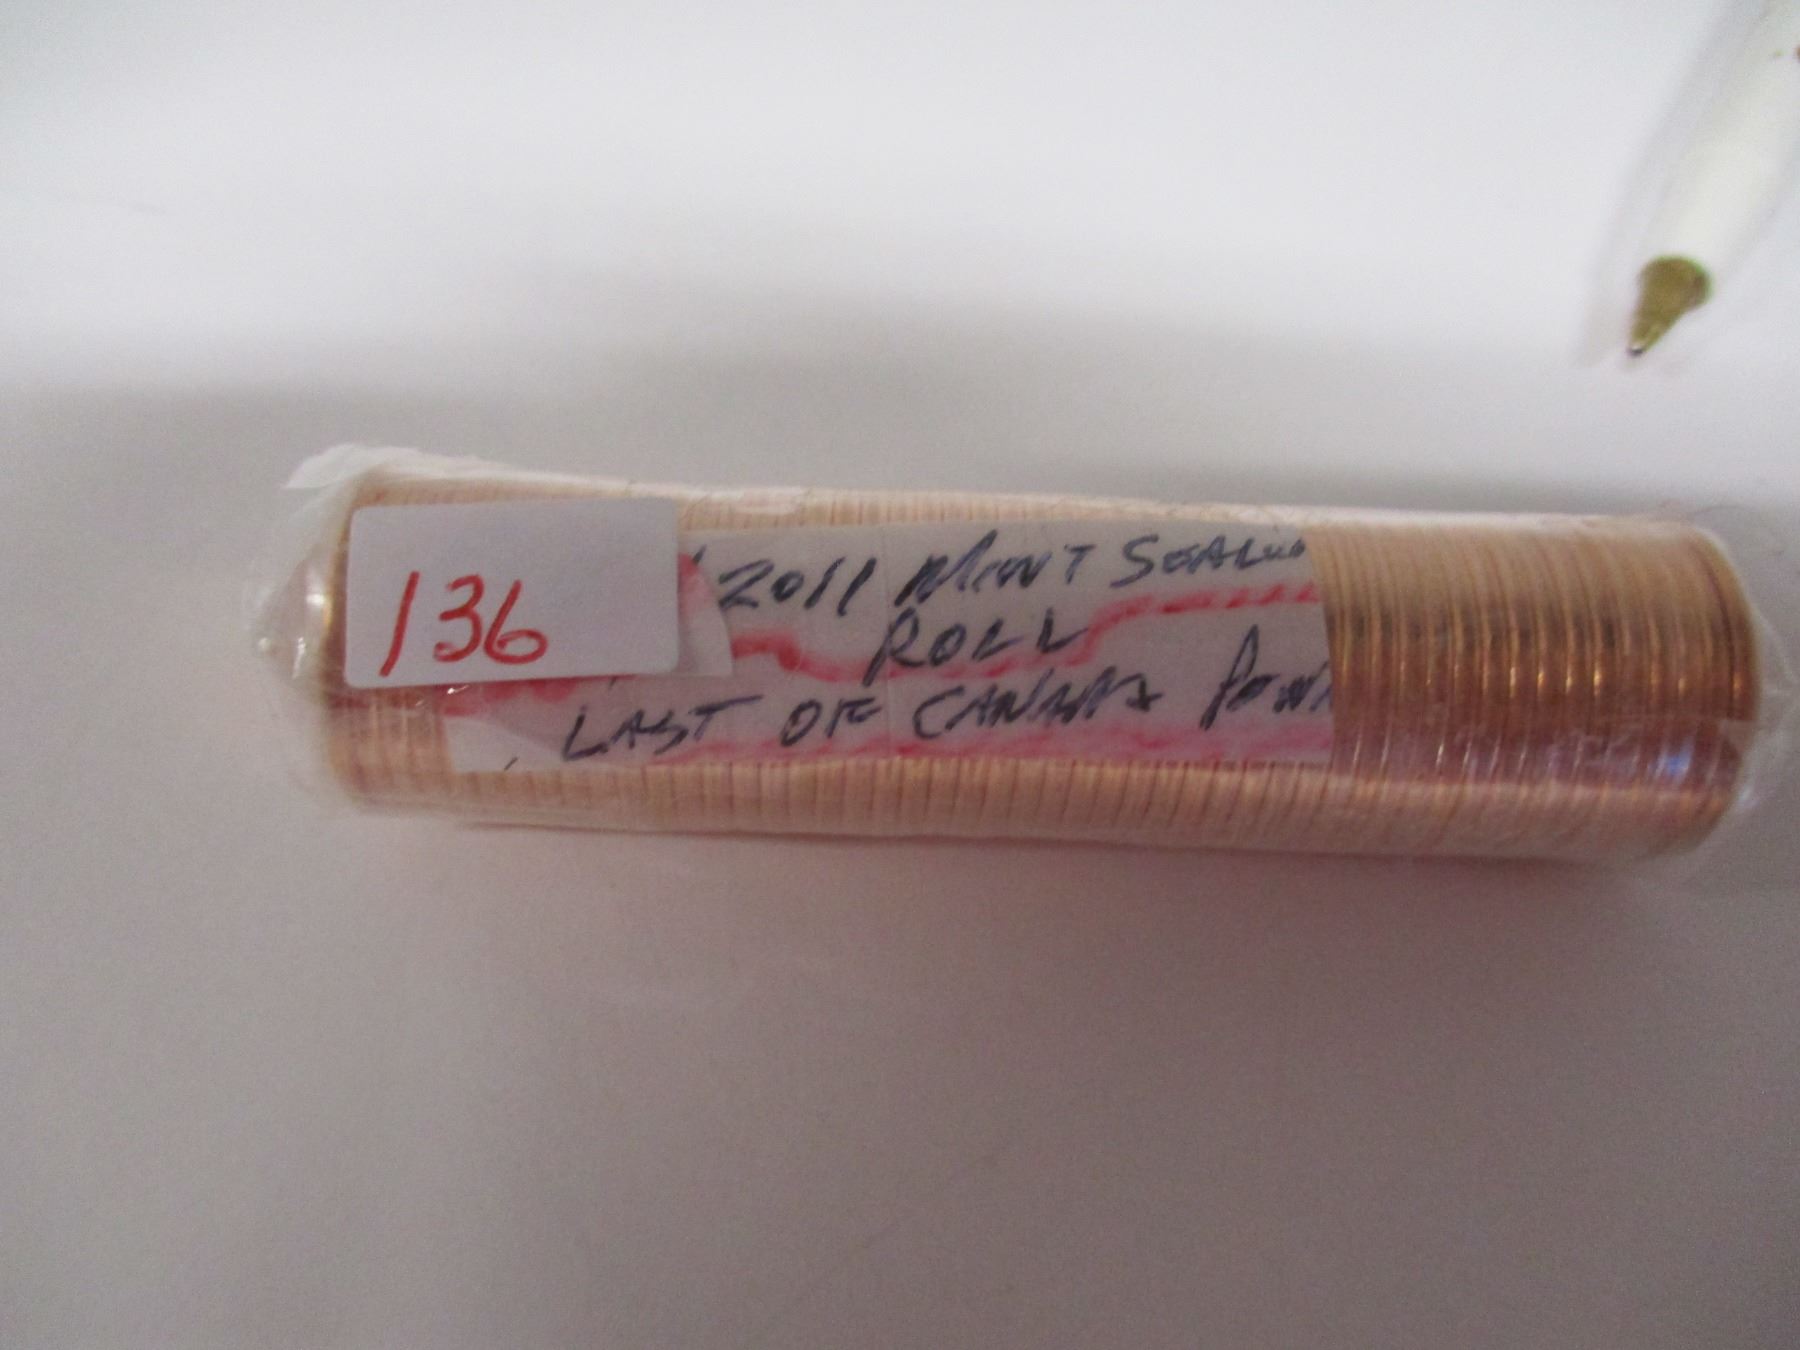 136
2011 MINT SEALED
ROLL
LAST OF CANADA